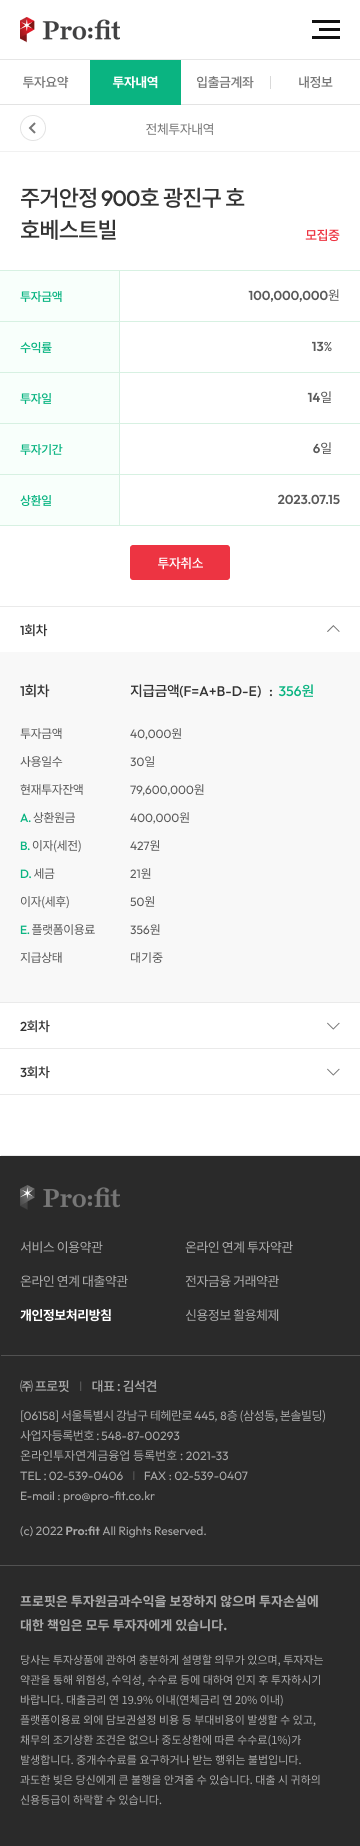 Pro:fit
투자요약 투자내역 입출금계좌 내정보
전체투자내역
주거안정 900호 광진구 호
호베스트빌
모집중
투자금액 100,000,000원
수익률 13%
투자일 14일
투자기간 6일
상환일 2023.07.15
투자취소
1회차
1회차 지급금액(F=A+B-D-E) : 356원
투자금액 40,000원
사용일수 30일
현재투자잔액 79,600,000원
A. 상환원금 400,000원
B. 이자(세전) 427원
D. 세금 21원
이자(세후) 50원
E. 플랫폼이용료 356원
지급상태 대기중
2회차
3회차
Pro:fit
서비스 이용약관 온라인 연계 투자약관
온라인 연계 대출약관 전자금융 거래약관
개인정보처리방침 신용정보 활용체제
㈜ 프로핏 | 대표 : 김석견
[06158] 서울특별시 강남구 테헤란로 445, 8층 (삼성동, 본솔빌딩)
사업자등록번호 : 548-87-00293
온라인투자연계금융업 등록번호 : 2021-33
TEL : 02-539-0406 | FAX : 02-539-0407
E-mail : pro@pro-fit.co.kr
(c) 2022 Pro:fit All Rights Reserved.
프로핏은 투자원금과수익을 보장하지 않으며 투자손실에
대한 책임은 모두 투자자에게 있습니다.
당사는 투자상품에 관하여 충분하게 설명할 의무가 있으며, 투자자는
약관을 통해 위험성, 수익성, 수수료 등에 대하여 인지 후 투자하시기
바랍니다. 대출금리 연 19.9% 이내(연체금리 연 20% 이내)
플랫폼이용료 외에 담보권설정 비용 등 부대비용이 발생할 수 있고,
채무의 조기상환 조건은 없으나 중도상환에 따른 수수료(1%)가
발생합니다. 중개수수료를 요구하거나 받는 행위는 불법입니다.
과도한 빚은 당신에게 큰 불행을 안겨줄 수 있습니다. 대출 시 귀하의
신용등급이 하락할 수 있습니다.